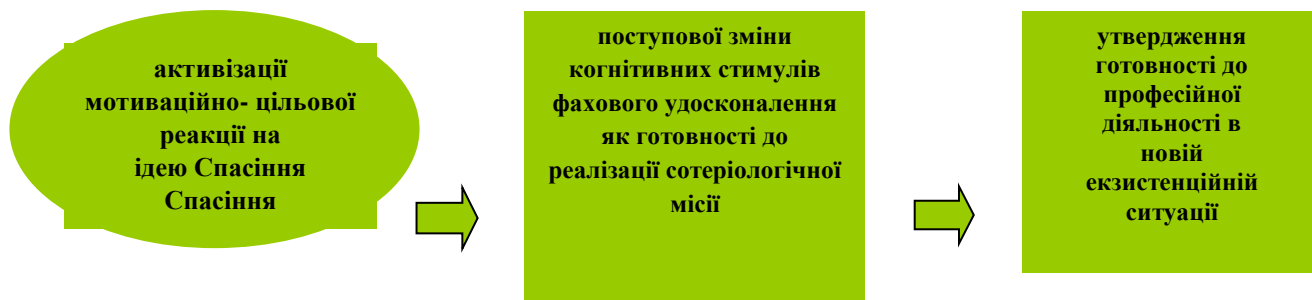 активізації
мотиваційно- цільової
реакції на
ідею Спасіння
Спасіння
поступової зміни
когнітивних стимулів
фахового удосконалення
як готовності до
реалізації сотеріологічної
місії
утвердження
готовності до
професійної
діяльності в
новій
екзистенційній
ситуації